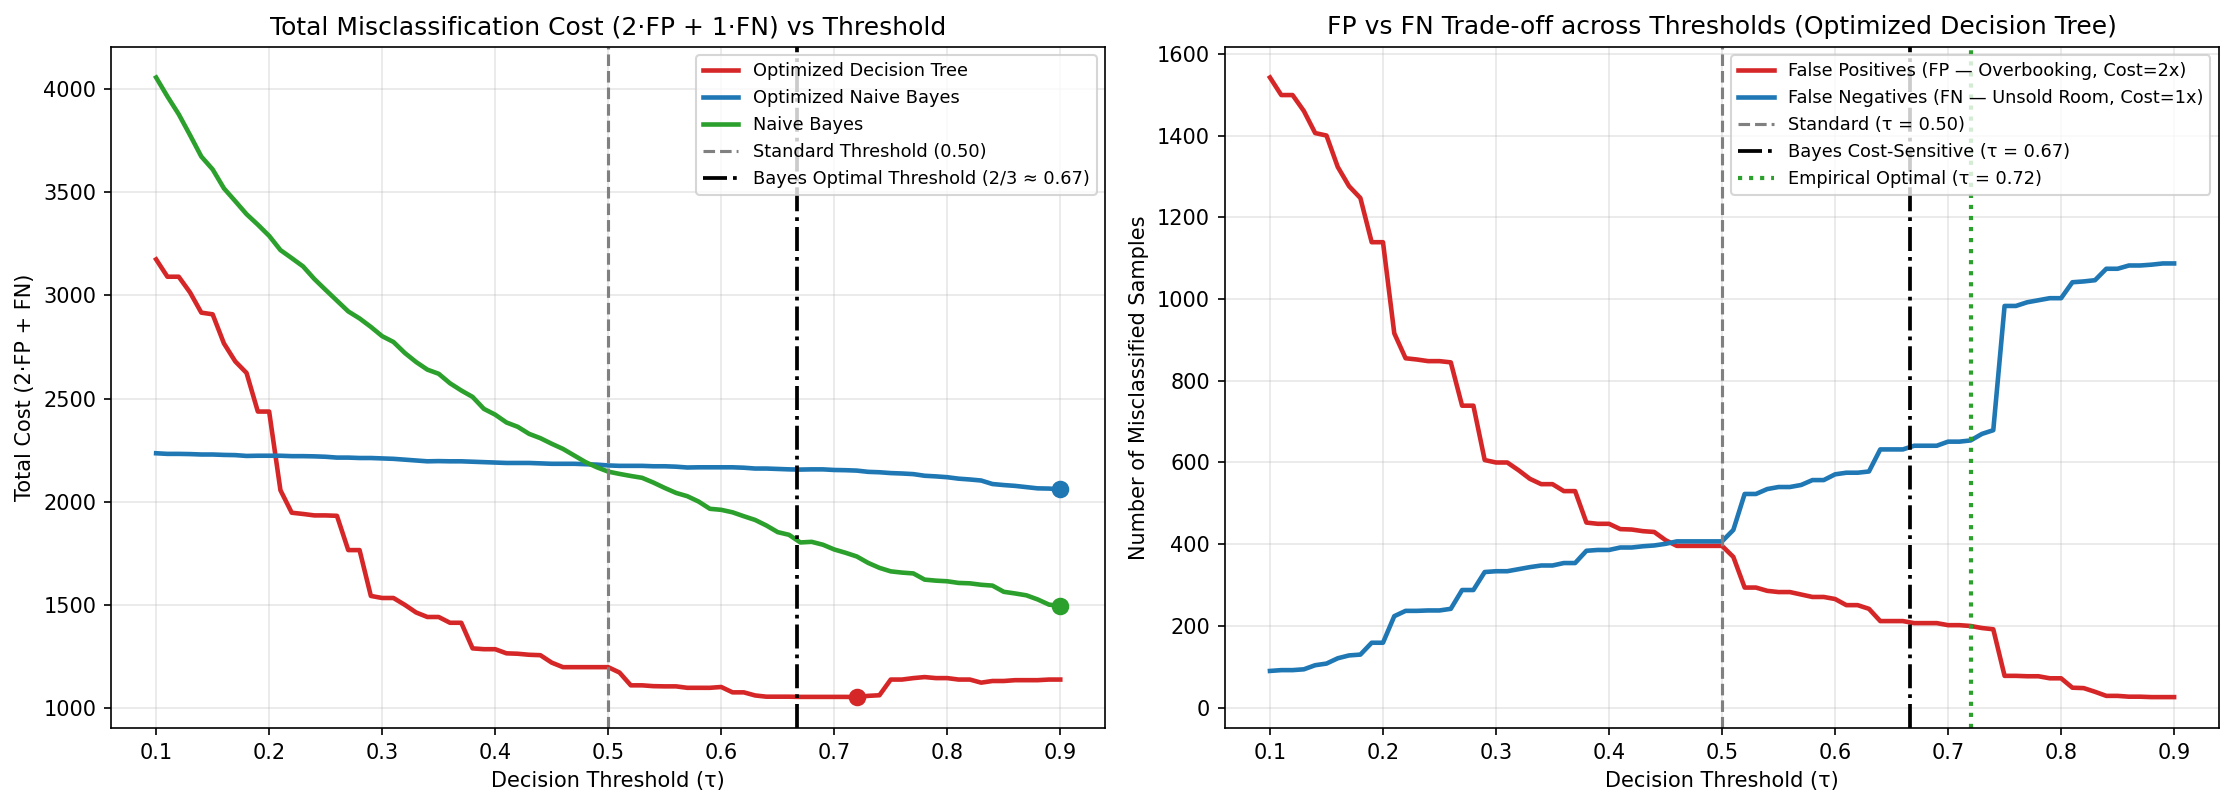 Total Misclassification Cost (2·FP + 1·FN) vs Threshold
Total Cost (2·FP + FN)
4000
3500
3000
2500
2000
1500
1000
Optimized Decision Tree
Optimized Naive Bayes
Naive Bayes
Standard Threshold (0.50)
Bayes Optimal Threshold (2/3 ≈ 0.67)
0.1 0.2 0.3 0.4 0.5 0.6 0.7 0.8 0.9
Decision Threshold (τ)
FP vs FN Trade-off across Thresholds (Optimized Decision Tree)
Number of Misclassified Samples
1600
1400
1200
1000
800
600
400
200
0
False Positives (FP — Overbooking, Cost=2x)
False Negatives (FN — Unsold Room, Cost=1x)
Standard (τ = 0.50)
Bayes Cost-Sensitive (τ = 0.67)
Empirical Optimal (τ = 0.72)
0.1 0.2 0.3 0.4 0.5 0.6 0.7 0.8 0.9
Decision Threshold (τ)